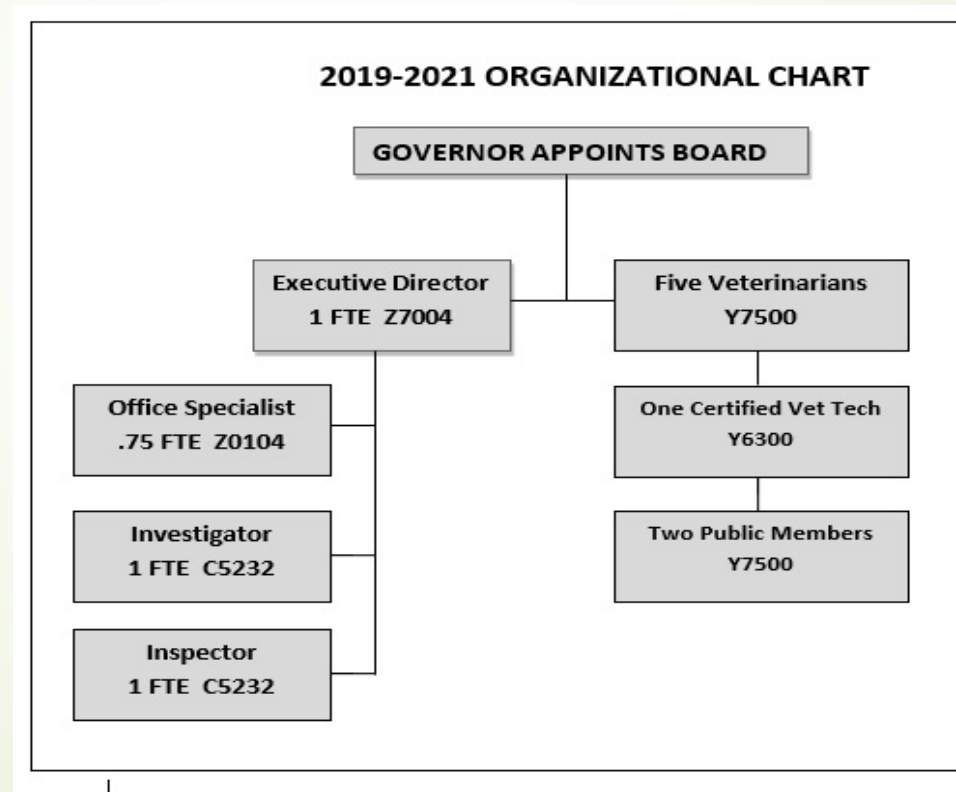 2019-2021 ORGANIZATIONAL CHART
GOVERNOR APPOINTS BOARD
Executive Director
1 FTE Z7004
Five Veterinarians
Y7500
Office Specialist
.75 FTE Z0104
One Certified Vet Tech
Y6300
Investigator
1 FTE C5232
Two Public Members
Y7500
Inspector
1 FTE C5232